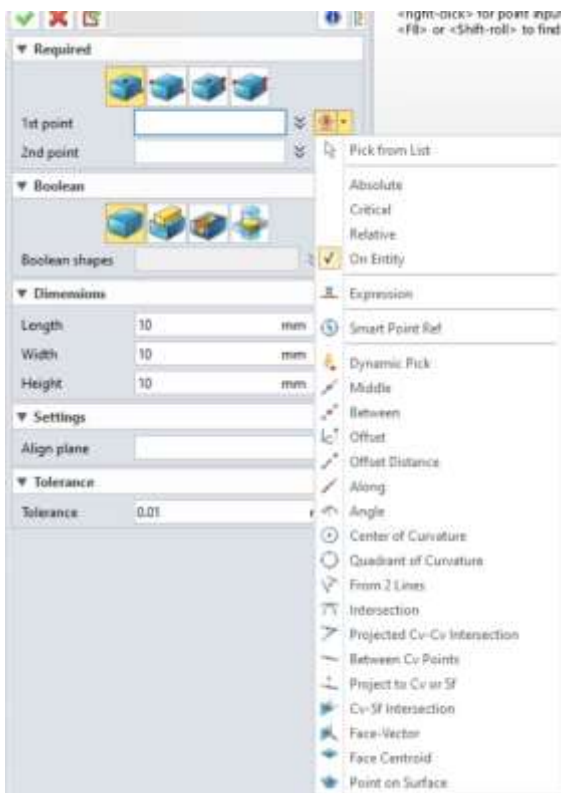 <right-click> for point input
<F8> or <Shift-roll> to find
▼ Required
1st point
2nd point
▼ Boolean
Boolean shapes
▼ Dimensions
Length 10 mm
Width 10 mm
Height 10 mm
▼ Settings
Align plane
▼ Tolerance
Tolerance 0.01
Pick from List
Absolute
Critical
Relative
On Entity
Expression
Smart Point Ref
Dynamic Pick
Middle
Between
Offset
Offset Distance
Along
Angle
Center of Curvature
Quadrant of Curvature
From 2 Lines
Intersection
Projected Cv-Cv Intersection
Between Cv Points
Project to Cv or Sf
Cv-Sf Intersection
Face-Vector
Face Centroid
Point on Surface